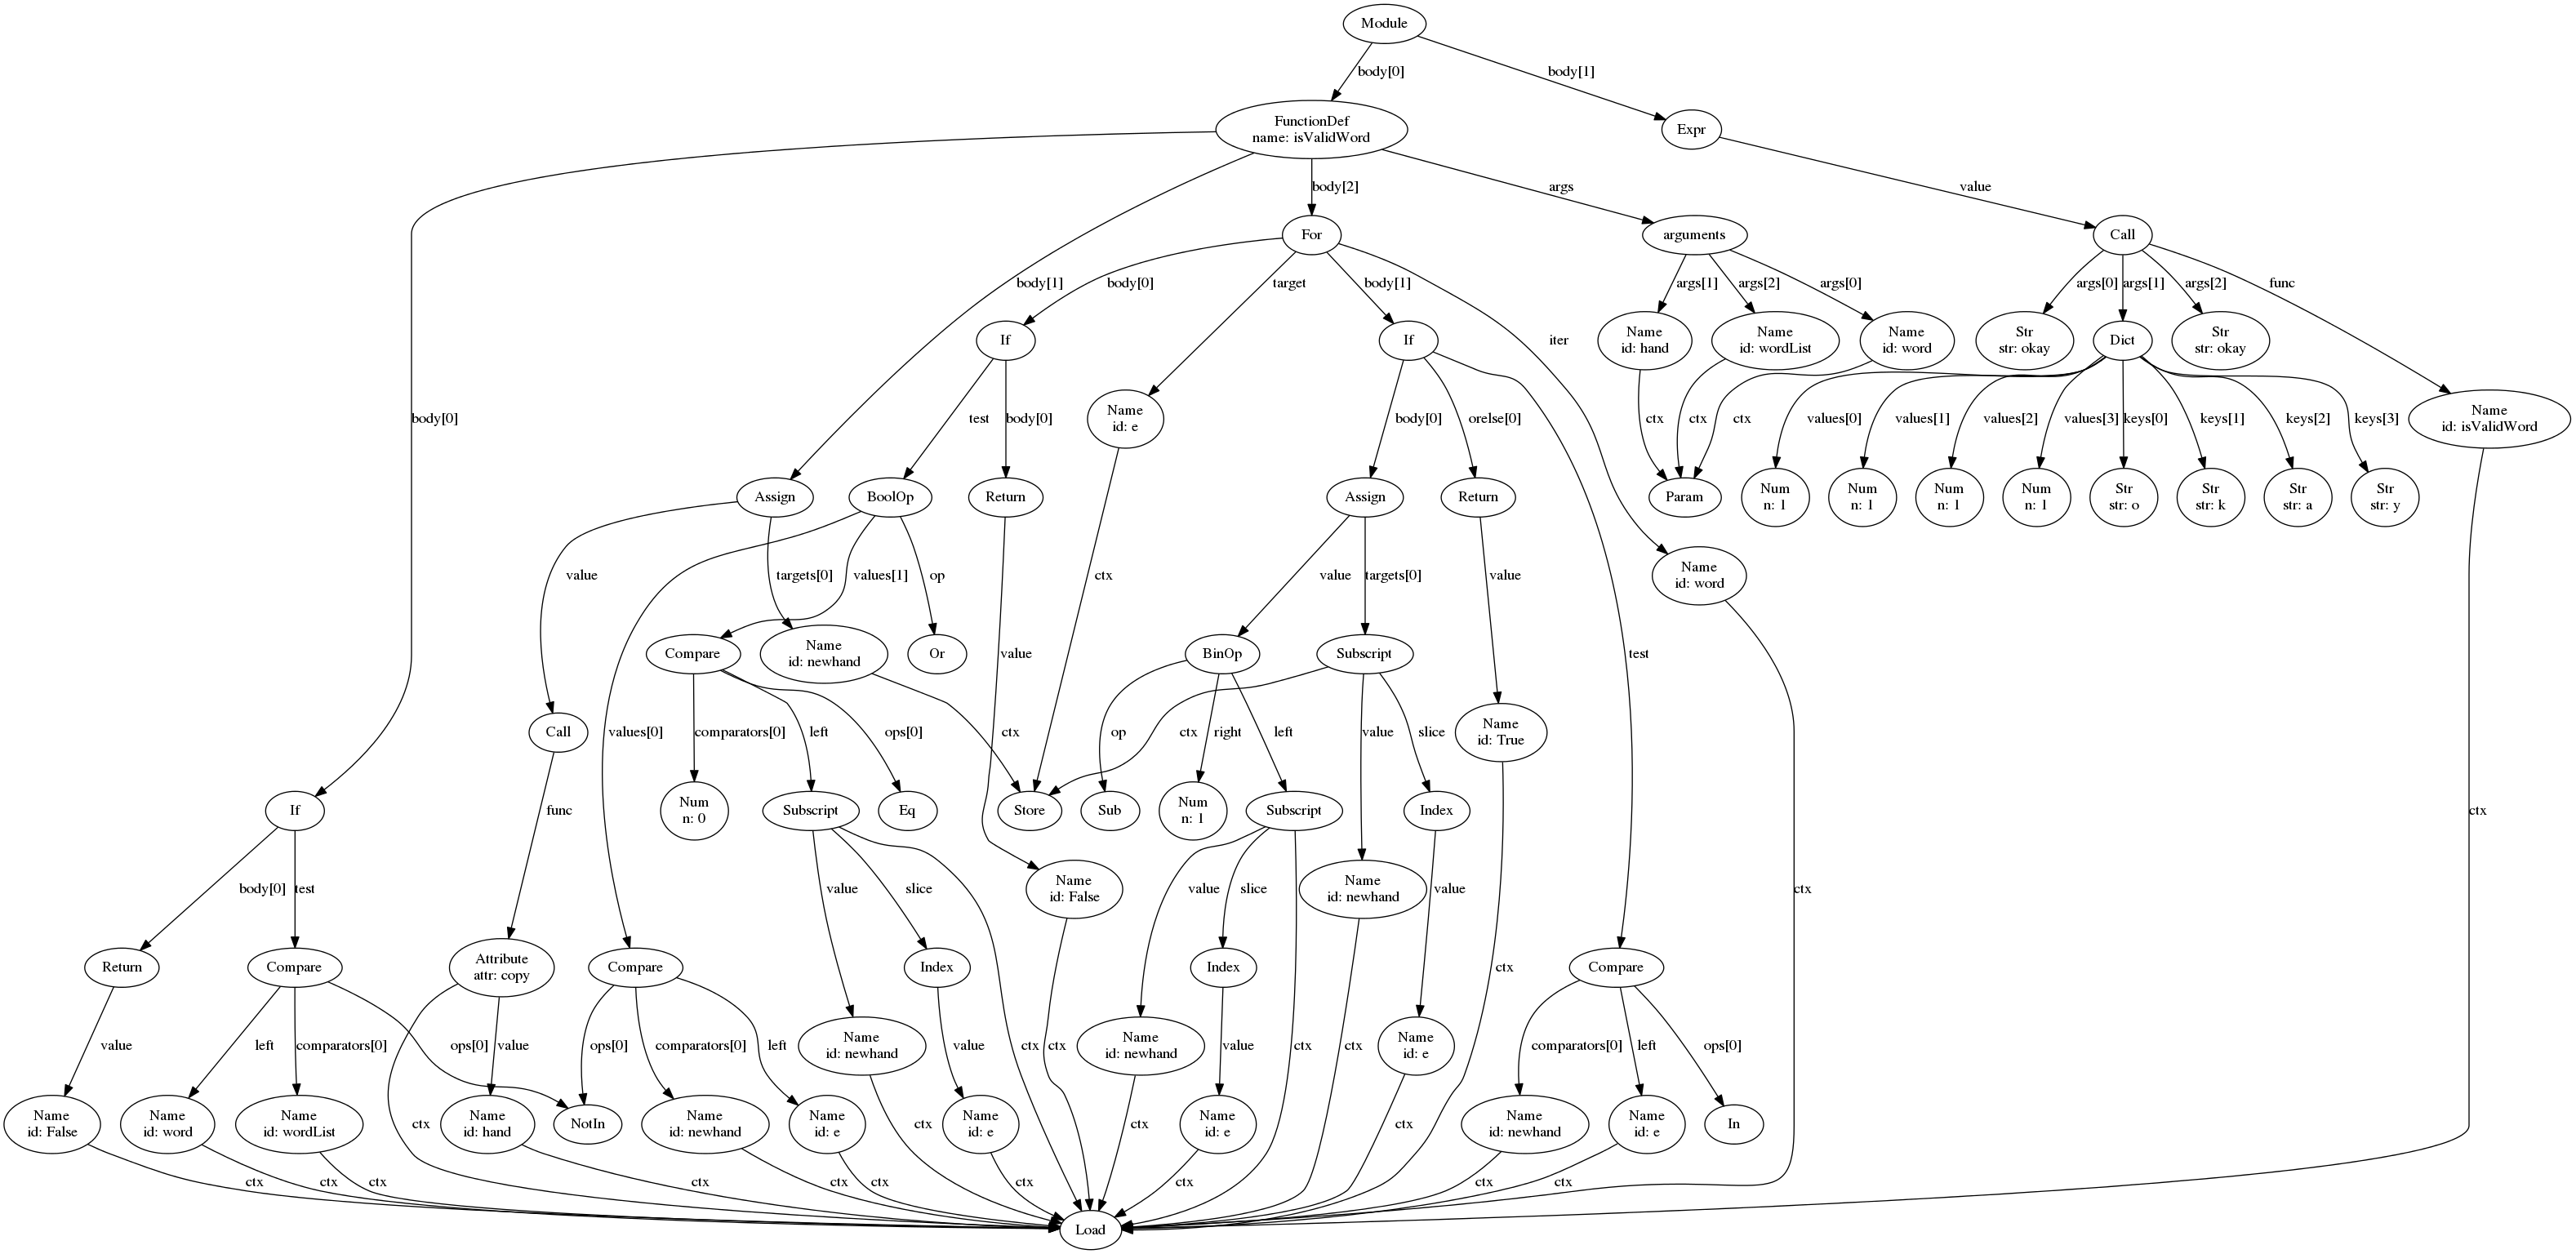 Module
body[0]
body[1]
FunctionDef
name: isValidWord
Expr
body[2]
args
value
For
arguments
Call
body[1]
body[0]
target
body[1]
args[1]
args[2]
args[0]
args[0]
args[1]
args[2]
func
If
If
iter
Name
id: hand
Name
id: wordList
Name
id: word
Str
str: okay
Dict
Str
str: okay
body[0]
test
body[0]
Name
id: e
body[0]
orelse[0]
ctx
ctx
ctx
values[0]
values[1]
values[2]
values[3]
keys[0]
keys[1]
keys[2]
keys[3]
Name
id: isValidWord
Assign
BoolOp
Return
Assign
Return
Param
Num
n: 1
Num
n: 1
Num
n: 1
Num
n: 1
Str
str: o
Str
str: k
Str
str: a
Str
str: y
value
targets[0]
values[1]
op
ctx
value
targets[0]
value
Name
id: word
Compare
Name
id: newhand
Or
value
BinOp
Subscript
test
Call
values[0]
comparators[0]
left
ops[0]
ctx
op
right
left
ctx
value
slice
Name
id: True
If
func
Num
n: 0
Subscript
Eq
Store
Sub
Num
n: 1
Subscript
Index
ctx
body[0]
test
value
slice
Name
id: False
value
slice
Name
id: newhand
value
ctx
Return
Compare
Attribute
attr: copy
Compare
Index
ctx
Index
ctx
Compare
value
left
comparators[0]
ops[0]
value
ops[0]
comparators[0]
left
Name
id: newhand
value
ctx
ctx
Name
id: newhand
value
ctx
ctx
Name
id: e
comparators[0]
left
ops[0]
Name
id: False
Name
id: word
Name
id: wordList
ctx
Name
id: hand
NotIn
Name
id: newhand
Name
id: e
ctx
Name
id: e
ctx
Name
id: e
ctx
Name
id: newhand
Name
id: e
In
ctx
ctx
ctx
ctx
ctx
ctx
ctx
ctx
ctx
ctx
Load